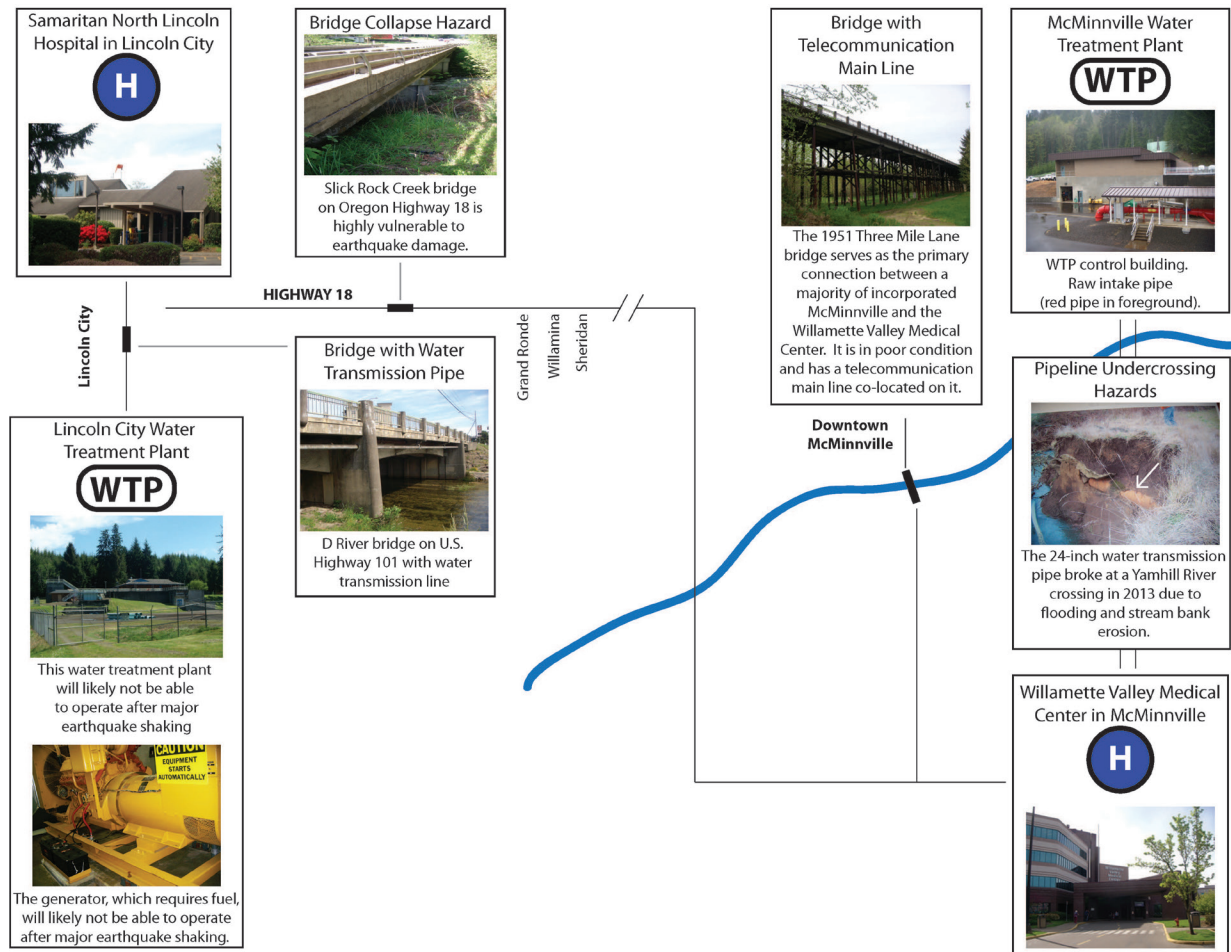 Samaritan North Lincoln
Hospital in Lincoln City
H
Bridge Collapse Hazard
Slick Rock Creek bridge
on Oregon Highway 18 is
highly vulnerable to
earthquake damage.
Bridge with
Telecommunication
Main Line
The 1951 Three Mile Lane
bridge serves as the primary
connection between a
majority of incorporated
McMinnville and the
Willamette Valley Medical
Center. It is in poor condition
and has a telecommunication
main line co-located on it.
McMinnville Water
Treatment Plant
WTP
WTP control building.
Raw intake pipe
(red pipe in foreground).
HIGHWAY 18
Lincoln City
Grand Ronde
Willamina
Sheridan
Bridge with Water
Transmission Pipe
D River bridge on U.S.
Highway 101 with water
transmission line
Downtown
McMinnville
Pipeline Undercrossing
Hazards
The 24-inch water transmission
pipe broke at a Yamhill River
crossing in 2013 due to
flooding and stream bank
erosion.
Lincoln City Water
Treatment Plant
WTP
This water treatment plant
will likely not be able
to operate after major
earthquake shaking
CAUTION
EQUIPMENT
STARTS
AUTOMATICALLY
The generator, which requires fuel,
will likely not be able to operate
after major earthquake shaking.
Willamette Valley Medical
Center in McMinnville
H